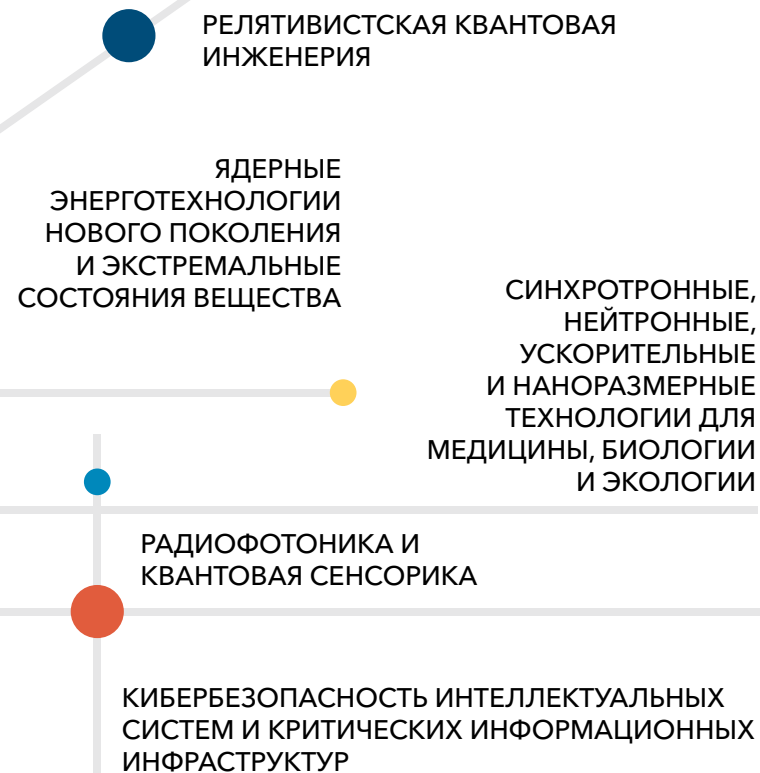 РЕЛЯТИВИСТСКАЯ КВАНТОВАЯ
ИНЖЕНЕРИЯ
ЯДЕРНЫЕ
ЭНЕРГОТЕХНОЛОГИИ
НОВОГО ПОКОЛЕНИЯ
И ЭКСТРЕМАЛЬНЫЕ
СОСТОЯНИЯ ВЕЩЕСТВА
СИНХРОТРОННЫЕ,
НЕЙТРОННЫЕ,
УСКОРИТЕЛЬНЫЕ
И НАНОРАЗМЕРНЫЕ
ТЕХНОЛОГИИ ДЛЯ
МЕДИЦИНЫ, БИОЛОГИИ
И ЭКОЛОГИИ
РАДИОФОТОНИКА И
КВАНТОВАЯ СЕНСОРИКА
КИБЕРБЕЗОПАСНОСТЬ ИНТЕЛЛЕКТУАЛЬНЫХ
СИСТЕМ И КРИТИЧЕСКИХ ИНФОРМАЦИОННЫХ
ИНФРАСТРУКТУР